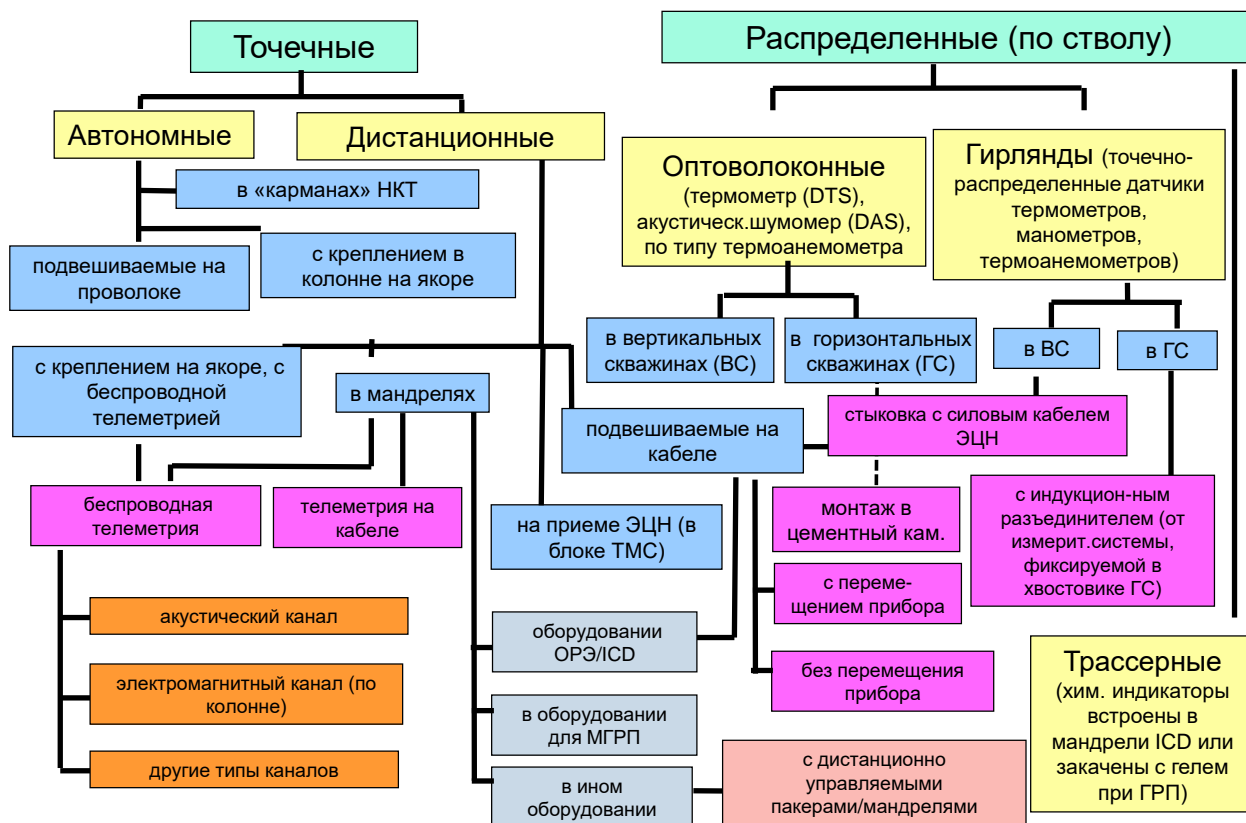 Точечные
Распределенные (по стволу)
Автономные
Дистанционные
Оптоволоконные
(термометр (DTS),
акустическ.шумомер (DAS),
по типу термоанемометра
Гирлянды (точечно-
распределенные датчики
термометров,
манометров,
термоанемометров)
в «карманах» НКТ
подвешиваемые на
проволоке
с креплением в
колонне на якоре
в вертикальных
скважинах (ВС)
в горизонтальных
скважинах (ГС)
в ВС
в ГС
с креплением на якоре, с
беспроводной
телеметрией
в мандрелях
подвешиваемые на
кабеле
стыковка с силовым кабелем
ЭЦН
беспроводная
телеметрия
телеметрия на
кабеле
на приеме ЭЦН (в
блоке ТМС)
монтаж в
цементный кам.
с индукцион-ным
разъединителем (от
измерит.системы,
фиксируемой в
хвостовике ГС)
с переме-
щением прибора
акустический канал
оборудовании
ОРЭ/ICD
без перемещения
прибора
Трассерные
(хим. индикаторы
встроены в
мандрели ICD или
закачены с гелем
при ГРП)
электромагнитный канал (по
колонне)
в оборудовании
для МГРП
другие типы каналов
в ином
оборудовании
с дистанционно
управляемыми
пакерами/мандрелями